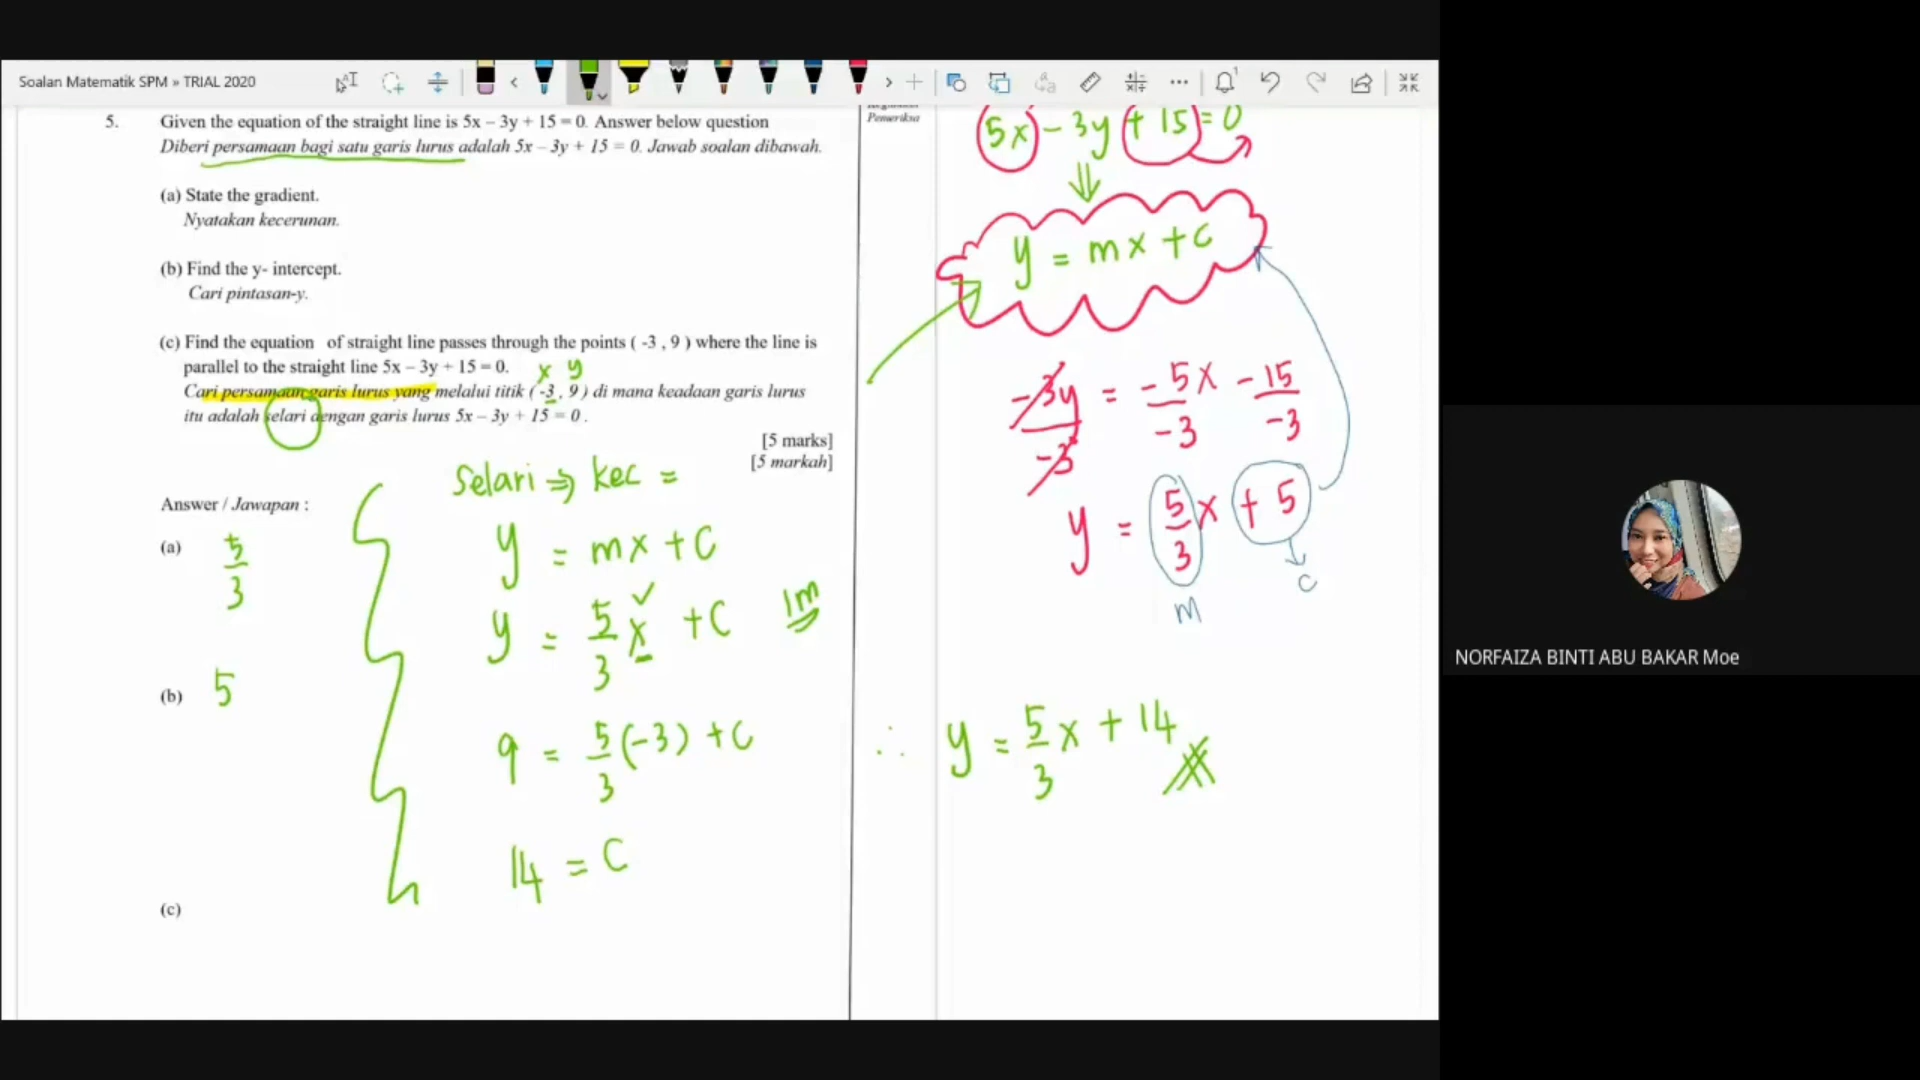 Soalan Matematik SPM » TRIAL 2020
Pemeriksa
5. Given the equation of the straight line is 5x – 3y + 15 = 0. Answer below question
Diberi persamaan bagi satu garis lurus adalah 5x – 3y + 15 = 0. Jawab soalan dibawah.
(a) State the gradient.
Nyatakan kecerunan.
(b) Find the y- intercept.
Cari pintasan-y.
(c) Find the equation of straight line passes through the points ( -3 , 9 ) where the line is
parallel to the straight line 5x – 3y + 15 = 0.
x y
Cari persamaan garis lurus yang melalui titik ( -3 , 9 ) di mana keadaan garis lurus
itu adalah selari dengan garis lurus 5x – 3y + 15 = 0 .
[5 marks]
[5 markah]
Answer / Jawapan :
(a) 5/3
(b) 5
(c)
Selari ⇒ kec =
y = mx + c
y = 5/3 x + c 1m
9 = 5/3 (-3) + c
14 = c
5x - 3y + 15 = 0
y = mx + c
-3y/-3 = -5x/-3 -15/-3
y = 5/3 x + 5
m c
∴ y = 5/3 x + 14
NORFAIZA BINTI ABU BAKAR Moe